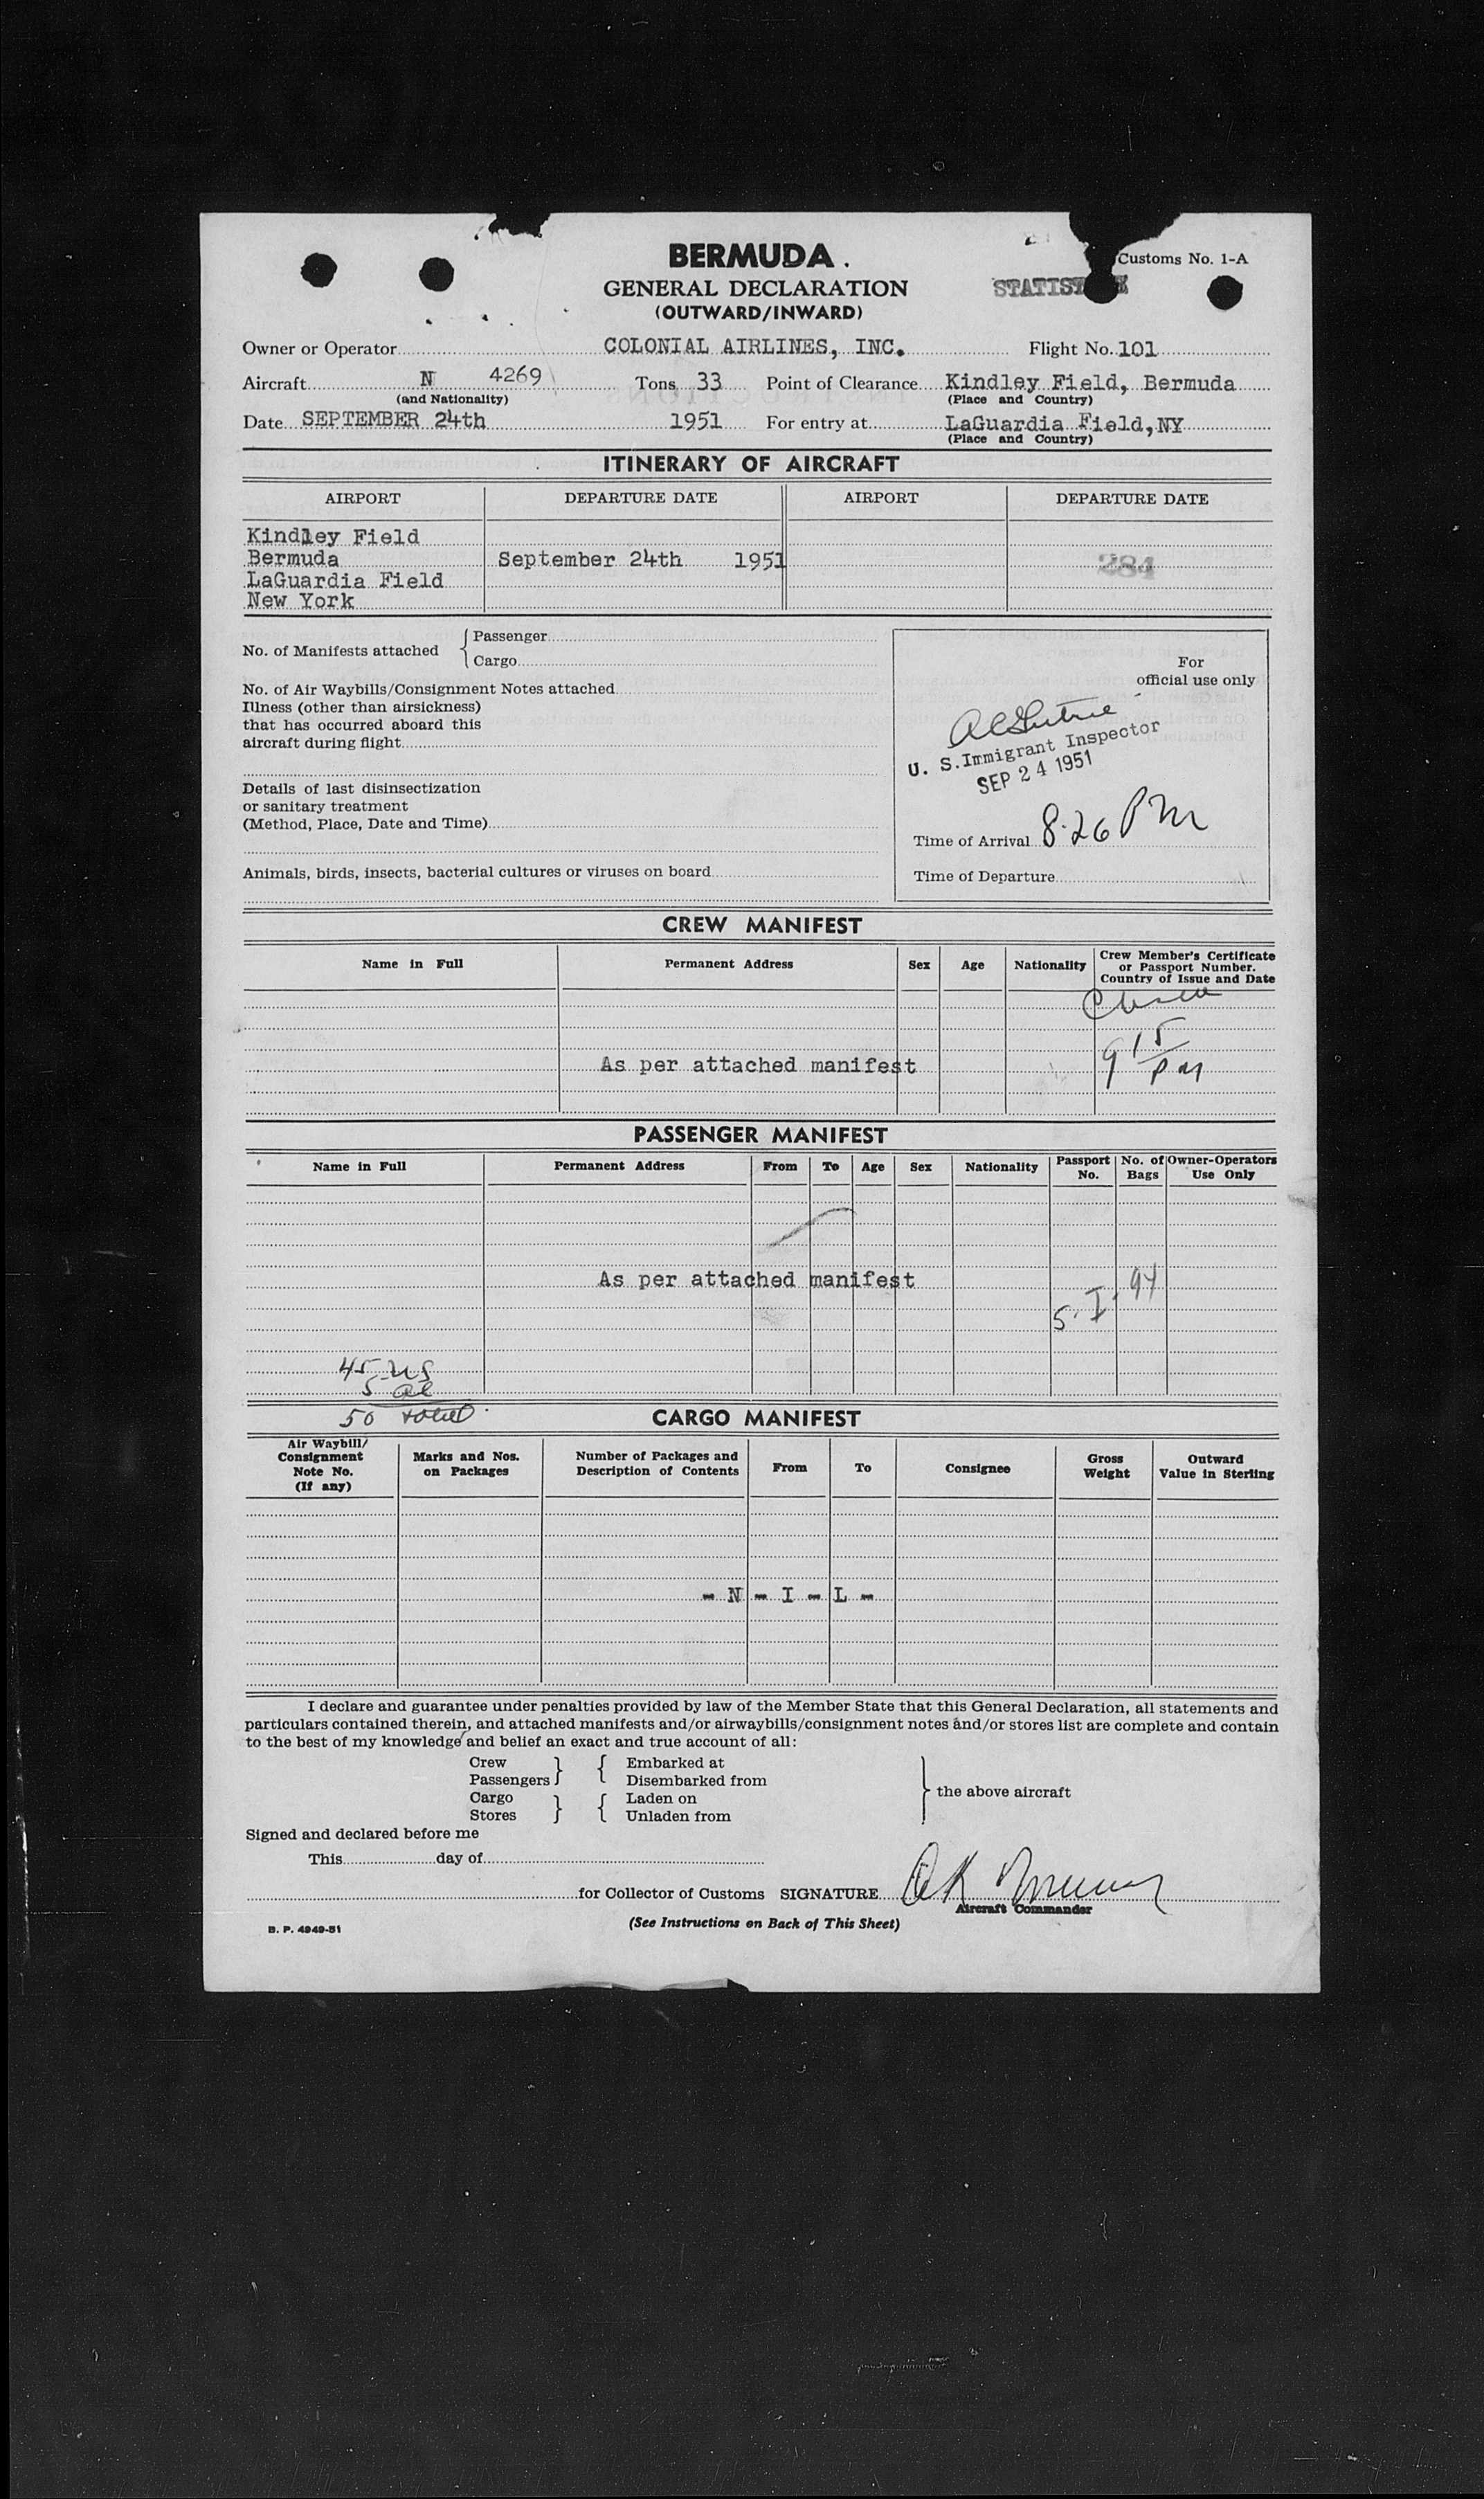 BERMUDA.
Customs No. 1-A
GENERAL DECLARATION
(OUTWARD/INWARD)
Owner or Operator COLONIAL AIRLINES, INC. Flight No. 101
Aircraft N 4269 Tons 33 Point of Clearance Kindley Field, Bermuda
(and Nationality) (Place and Country)
Date SEPTEMBER 24th 1951 For entry at LaGuardia Field, NY
(Place and Country)
ITINERARY OF AIRCRAFT
AIRPORT DEPARTURE DATE AIRPORT DEPARTURE DATE
Kindley Field
Bermuda September 24th 1951 284
LaGuardia Field
New York
No. of Manifests attached { Passenger
Cargo
For
official use only
No. of Air Waybills/Consignment Notes attached
Illness (other than airsickness)
that has occurred aboard this
aircraft during flight
U. S. Immigrant Inspector
SEP 24 1951
Details of last disinsectization
or sanitary treatment
(Method, Place, Date and Time)
Time of Arrival 8.26 PM
Animals, birds, insects, bacterial cultures or viruses on board
Time of Departure
CREW MANIFEST
Name in Full Permanent Address Sex Age Nationality Crew Member's Certificate
or Passport Number.
Country of Issue and Date
As per attached manifest
9 15
PM
PASSENGER MANIFEST
Name in Full Permanent Address From To Age Sex Nationality Passport No. No. of Bags Owner-Operators Use Only
As per attached manifest
5. I. 94
45 US
5 al
50 total
CARGO MANIFEST
Air Waybill/
Consignment
Note No.
(If any)
Marks and Nos.
on Packages
Number of Packages and
Description of Contents
From To Consignee
Gross
Weight
Outward
Value in Sterling
- N - I - L -
I declare and guarantee under penalties provided by law of the Member State that this General Declaration, all statements and
particulars contained therein, and attached manifests and/or airwaybills/consignment notes and/or stores list are complete and contain
to the best of my knowledge and belief an exact and true account of all:
Crew } { Embarked at
Passengers } { Disembarked from
} the above aircraft
Cargo } { Laden on
Stores } { Unladen from
Signed and declared before me
This day of
for Collector of Customs SIGNATURE
Aircraft Commander
B. P. 4949-51
(See Instructions on Back of This Sheet)